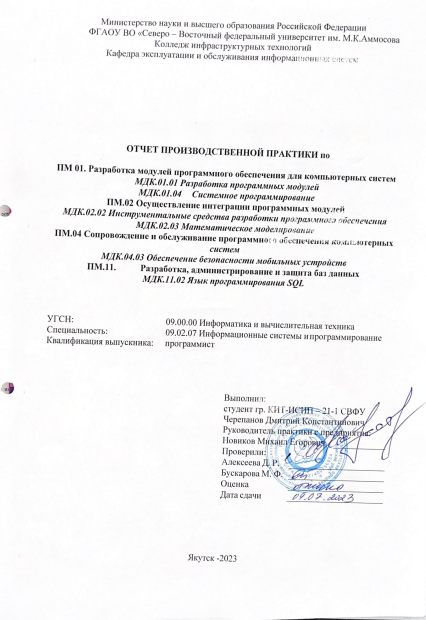 Министерство науки и высшего образования Российской Федерации
ФГАОУ ВО «Северо – Восточный федеральный университет им. М.К.Аммосова
Колледж инфраструктурных технологий
Кафедра эксплуатации и обслуживания информационных систем
ОТЧЕТ ПРОИЗВОДСТВЕННОЙ ПРАКТИКИ по
ПМ 01. Разработка модулей программного обеспечения для компьютерных систем
МДК.01.01 Разработка программных модулей
МДК.01.04 Системное программирование
ПМ.02 Осуществление интеграции программных модулей
МДК.02.02 Инструментальные средства разработки программного обеспечения
МДК.02.03 Математическое моделирование
ПМ.04 Сопровождение и обслуживание программного обеспечения компьютерных
систем
МДК.04.03 Обеспечение безопасности мобильных устройств
ПМ.11. Разработка, администрирование и защита баз данных
МДК.11.02 Язык программирования SQL
УГСН: 09.00.00 Информатика и вычислительная техника
Специальность: 09.02.07 Информационные системы и программирование
Квалификация выпускника: программист
Выполнил:
студент гр. КИТ-ИСИП – 21-1 СВФУ
Черепанов Дмитрий Константинович
Руководитель практики с предприятия:
Новиков Михаил Егорович
Проверили:
Алексеева Д. Р.
Бускарова М. Ф.
Оценка отлично
Дата сдачи 07.07.2023
Якутск -2023